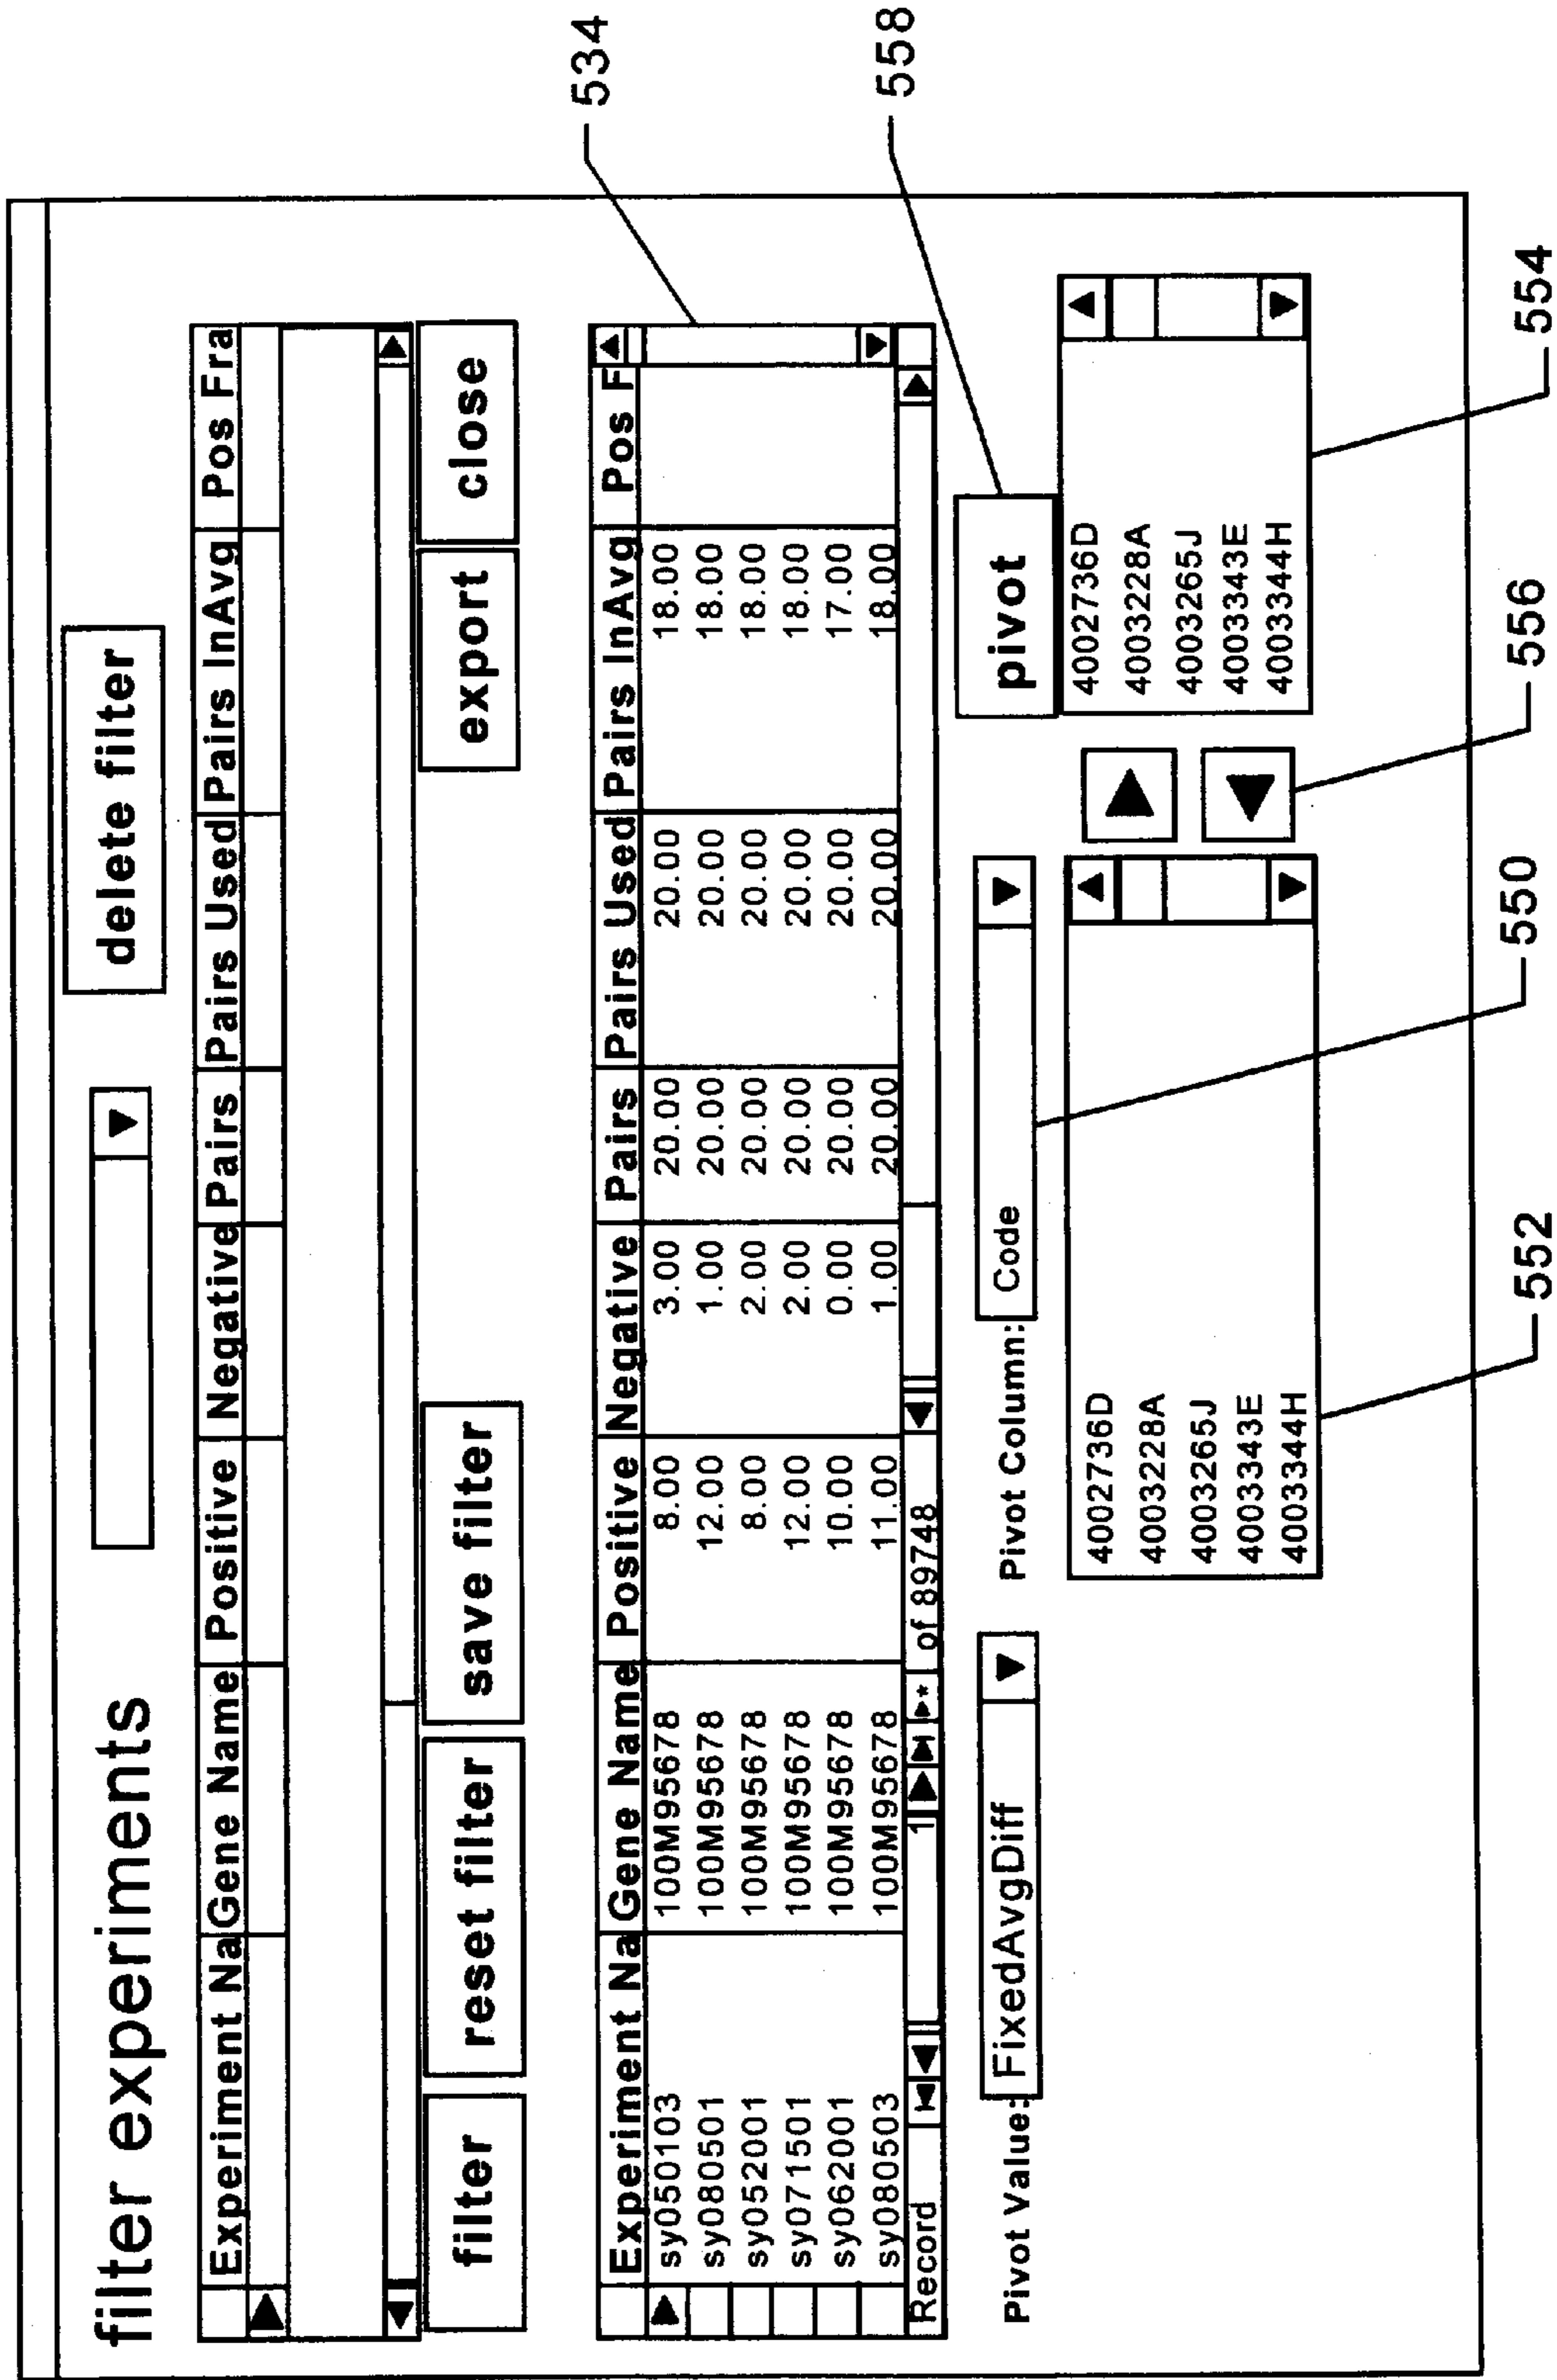 filter experiments
delete filter
Experiment Na Gene Name Positive Negative Pairs Pairs Used Pairs InAvg Pos Fra
filter reset filter save filter export close
Experiment Na Gene Name Positive Negative Pairs Pairs Used Pairs InAvg Pos F
sy050103 100M95678 8.00 3.00 20.00 20.00 18.00
sy080501 100M95678 12.00 1.00 20.00 20.00 18.00
sy052001 100M95678 8.00 2.00 20.00 20.00 18.00
sy071501 100M95678 12.00 2.00 20.00 20.00 18.00
sy062001 100M95678 10.00 0.00 20.00 20.00 17.00
sy080503 100M95678 11.00 1.00 20.00 20.00 18.00
Record 1 * of 89748
Pivot Value: FixedAvgDiff Pivot Column: Code pivot
4002736D 4002736D
4003228A 4003228A
4003265J 4003265J
4003343E 4003343E
4003344H 4003344H
534
558
552
550
556
554